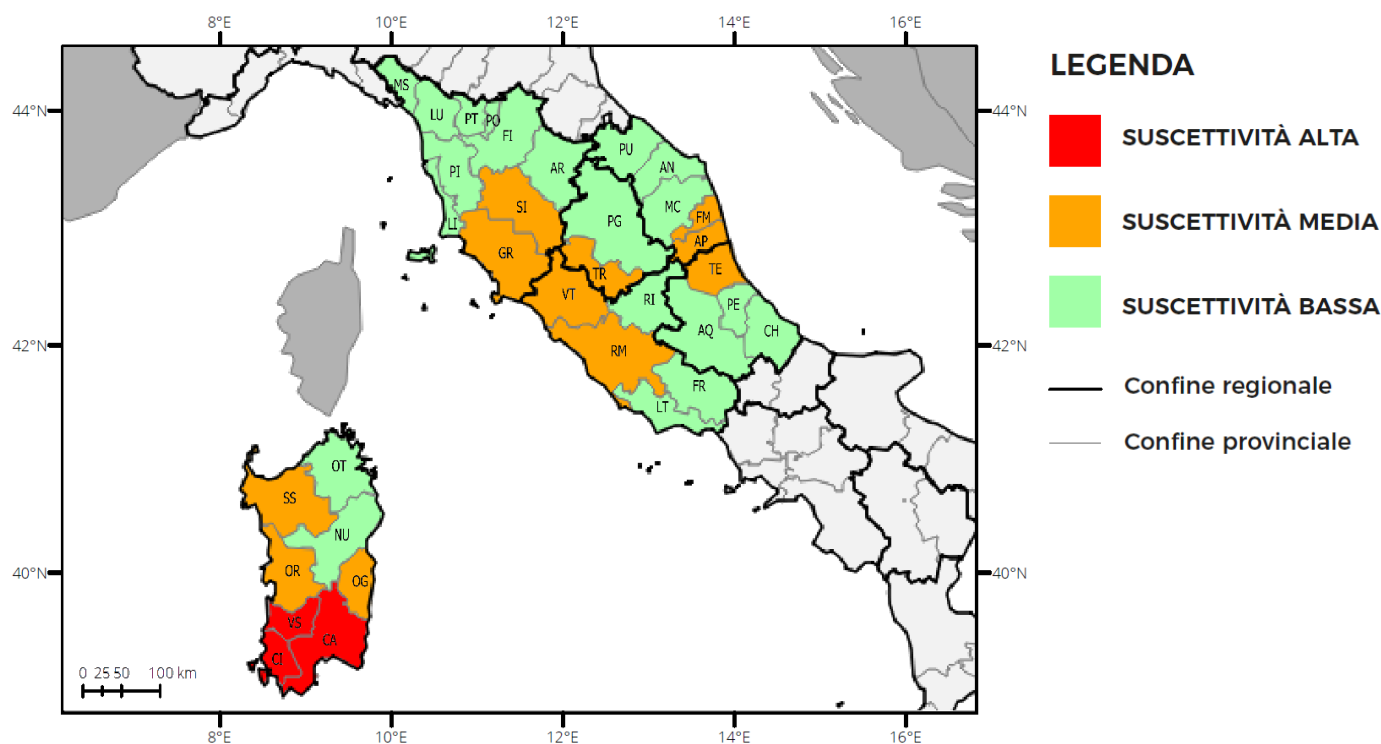 8°E 10°E 12°E 14°E 16°E
LEGENDA
44°N 44°N
SUSCETTIVITÀ ALTA
SUSCETTIVITÀ MEDIA
SUSCETTIVITÀ BASSA
Confine regionale
Confine provinciale
MS
LU PT PO
FI
PI AR
PU
AN
SI
LI
PG
MC
FM
AP
GR
TR
TE
VT
RI
PE
AQ CH
42°N 42°N
RM
FR
LT
OT
SS
NU
40°N 40°N
OR
OG
VS
CA
CI
0 25 50 100 km
8°E 10°E 12°E 14°E 16°E